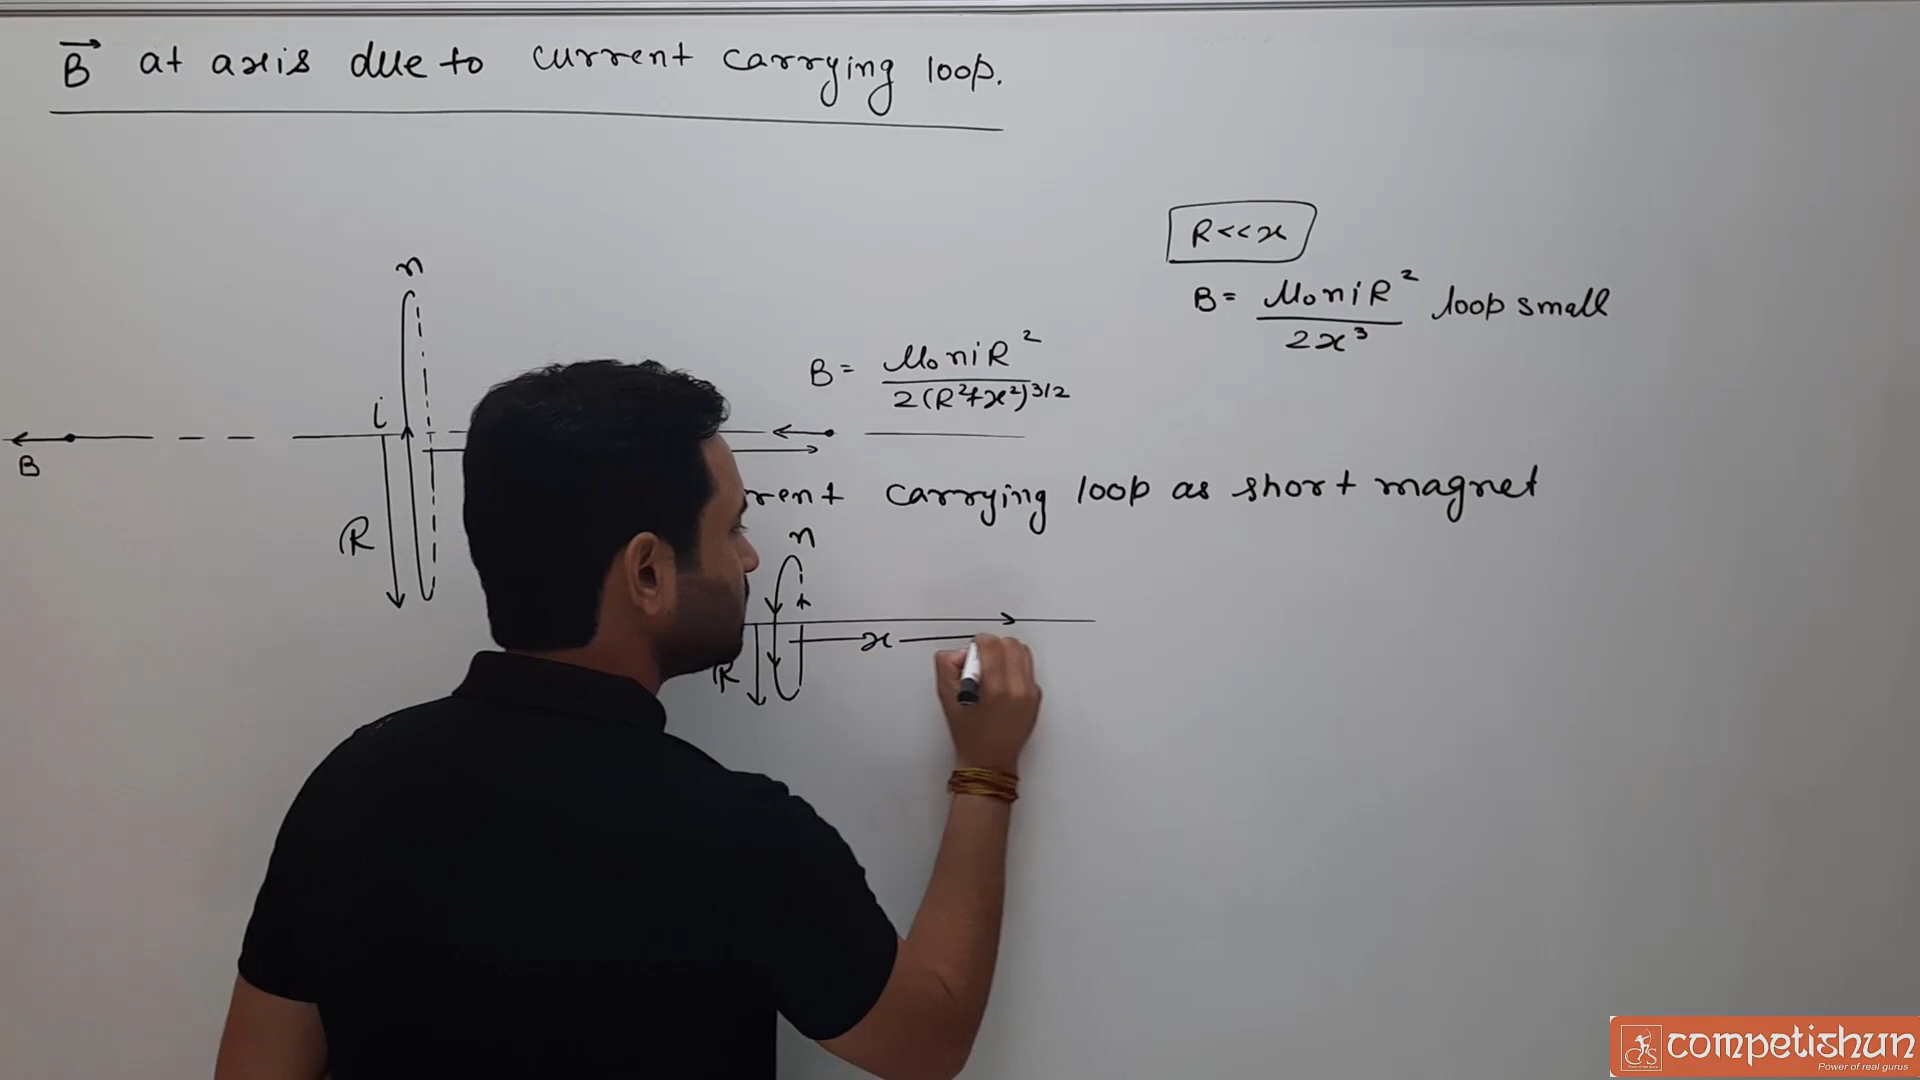 B⃗ at axis due to current carrying loop.
R<<x
B = μ₀niR² / 2x³ loop small
n
B = μ₀niR² / 2(R²+x²)^3/2
i
B
carrying loop as short magnet
R
n
x
R
competishun
Power of real gurus